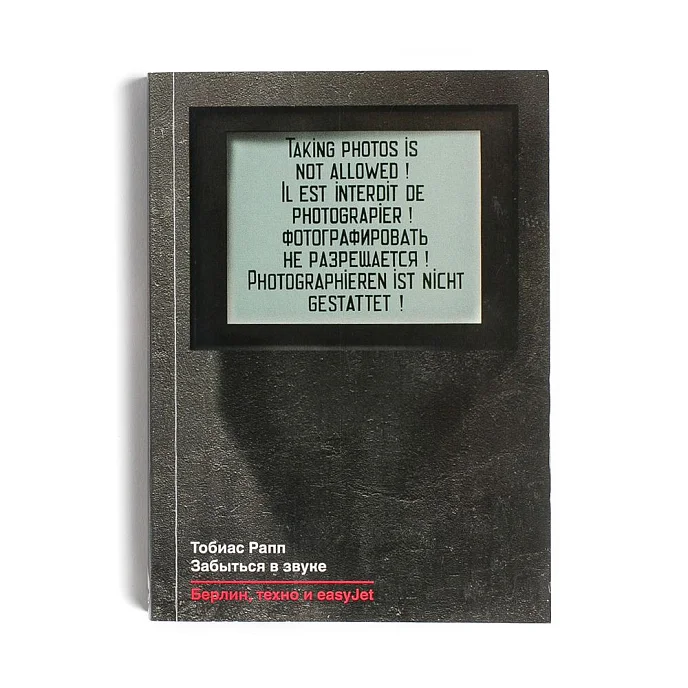 Taking photos is
not allowed !
Il est interdit de
photograpier !
фотографировать
не разрешается !
Photographieren ist nicht
gestattet !
Тобиас Рапп
Забыться в звуке
Берлин, техно и easyJet